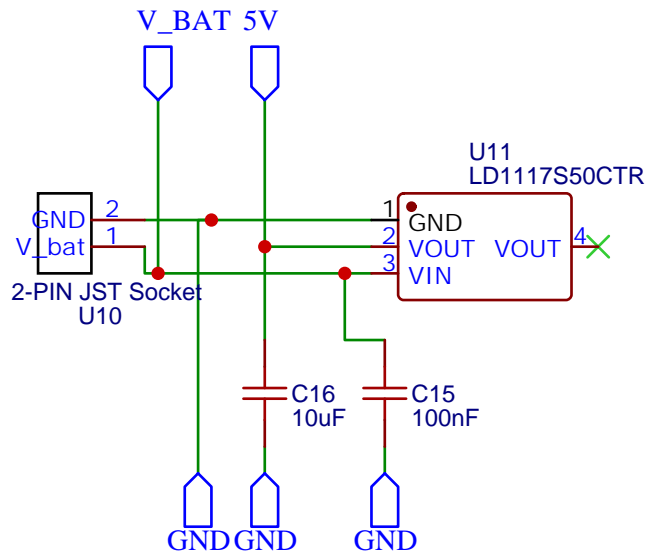 V_BAT 5V
U11
LD1117S50CTR
GND 2
V_bat 1
2-PIN JST Socket
U10
1 GND
2 VOUT VOUT 4
3 VIN
C16
10uF
C15
100nF
GND GND GND